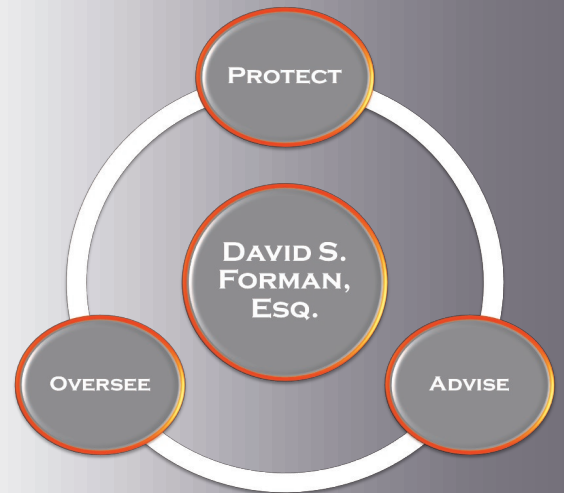 PROTECT
DAVID S.
FORMAN,
ESQ.
OVERSEE
ADVISE